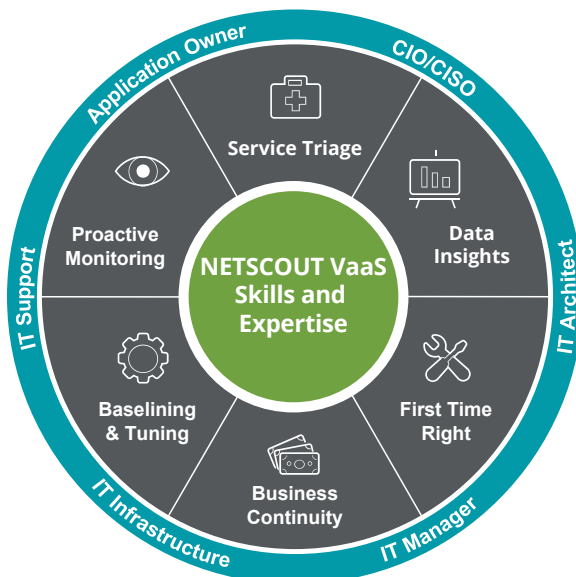 Application Owner
CIO/CISO
Service Triage
Proactive
Monitoring
Data
Insights
NETSCOUT VaaS
Skills and
Expertise
IT Support
IT Architect
Baselining
& Tuning
First Time
Right
Business
Continuity
IT Infrastructure
IT Manager